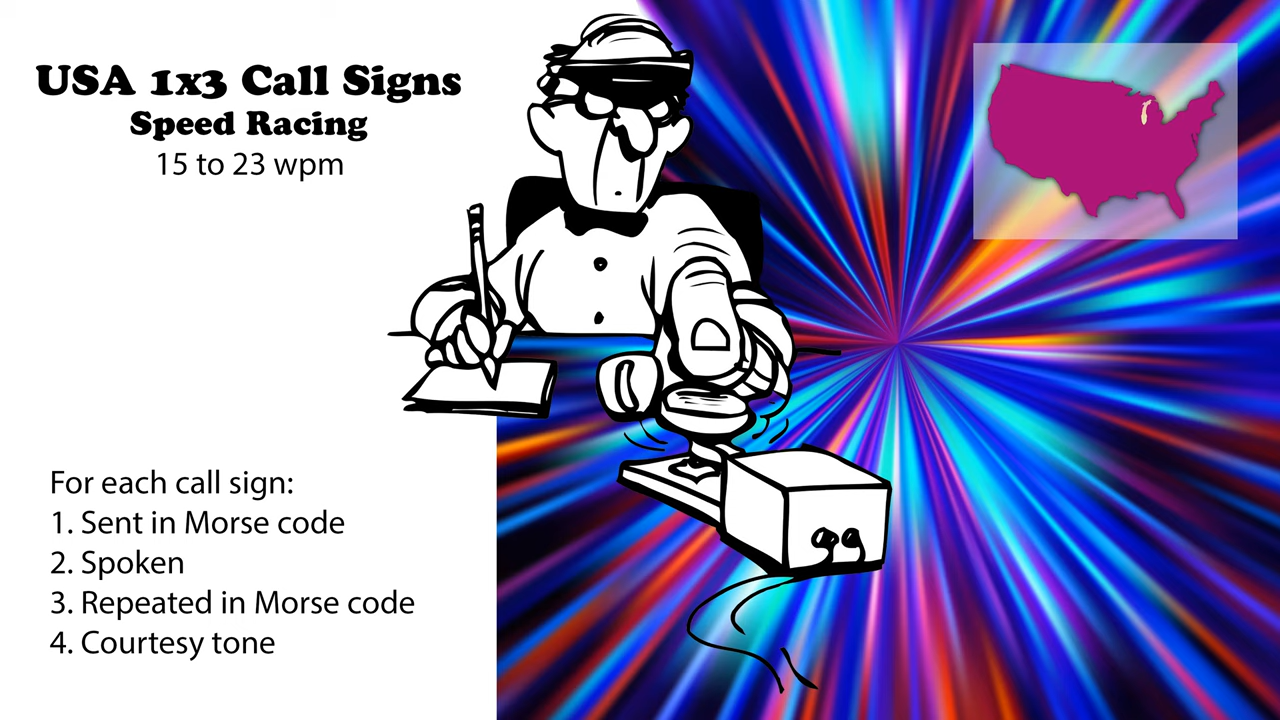 USA 1x3 Call Signs
Speed Racing
15 to 23 wpm
For each call sign:
1. Sent in Morse code
2. Spoken
3. Repeated in Morse code
4. Courtesy tone